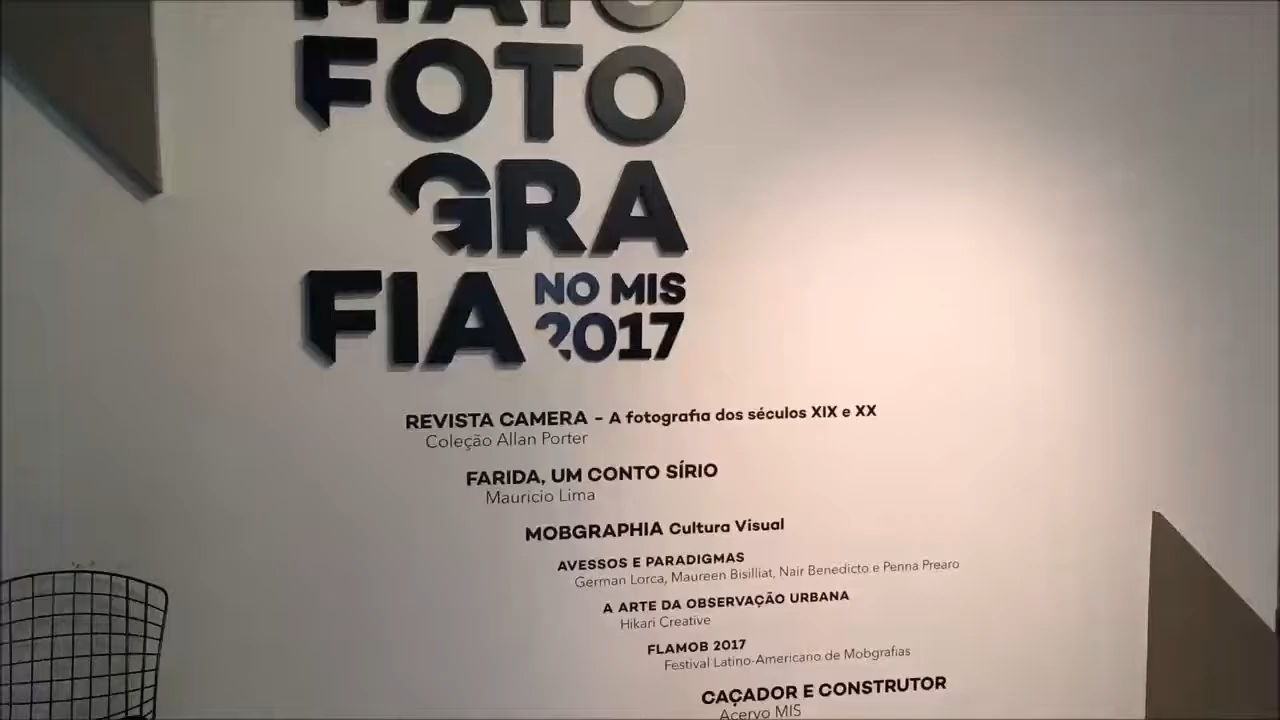 MAIO
FOTO
GRA
FIA NO MIS
2017
REVISTA CAMERA – A fotografia dos séculos XIX e XX
Coleção Allan Porter
FARIDA, UM CONTO SÍRIO
Mauricio Lima
MOBGRAPHIA Cultura Visual
AVESSOS E PARADIGMAS
German Lorca, Maureen Bisilliat, Nair Benedicto e Penna Prearo
A ARTE DA OBSERVAÇÃO URBANA
Hikari Creative
FLAMOB 2017
Festival Latino-Americano de Mobgrafias
CAÇADOR E CONSTRUTOR
Acervo MIS